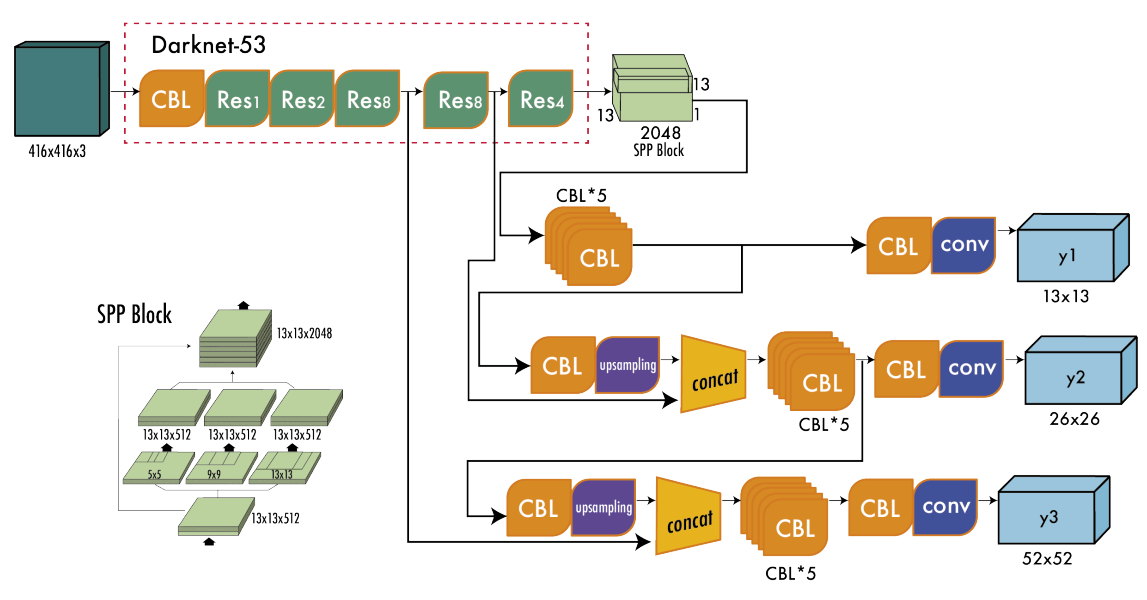 Darknet-53
CBL
Res1
Res2
Res8
Res8
Res4
13
13
1
2048
SPP Block
416x416x3
CBL*5
CBL
CBL
conv
y1
13x13
SPP Block
13x13x2048
13x13x512
13x13x512
13x13x512
5x5
9x9
13x13
13x13x512
CBL
upsampling
concat
CBL
CBL*5
CBL
conv
y2
26x26
CBL
upsampling
concat
CBL
CBL*5
CBL
conv
y3
52x52